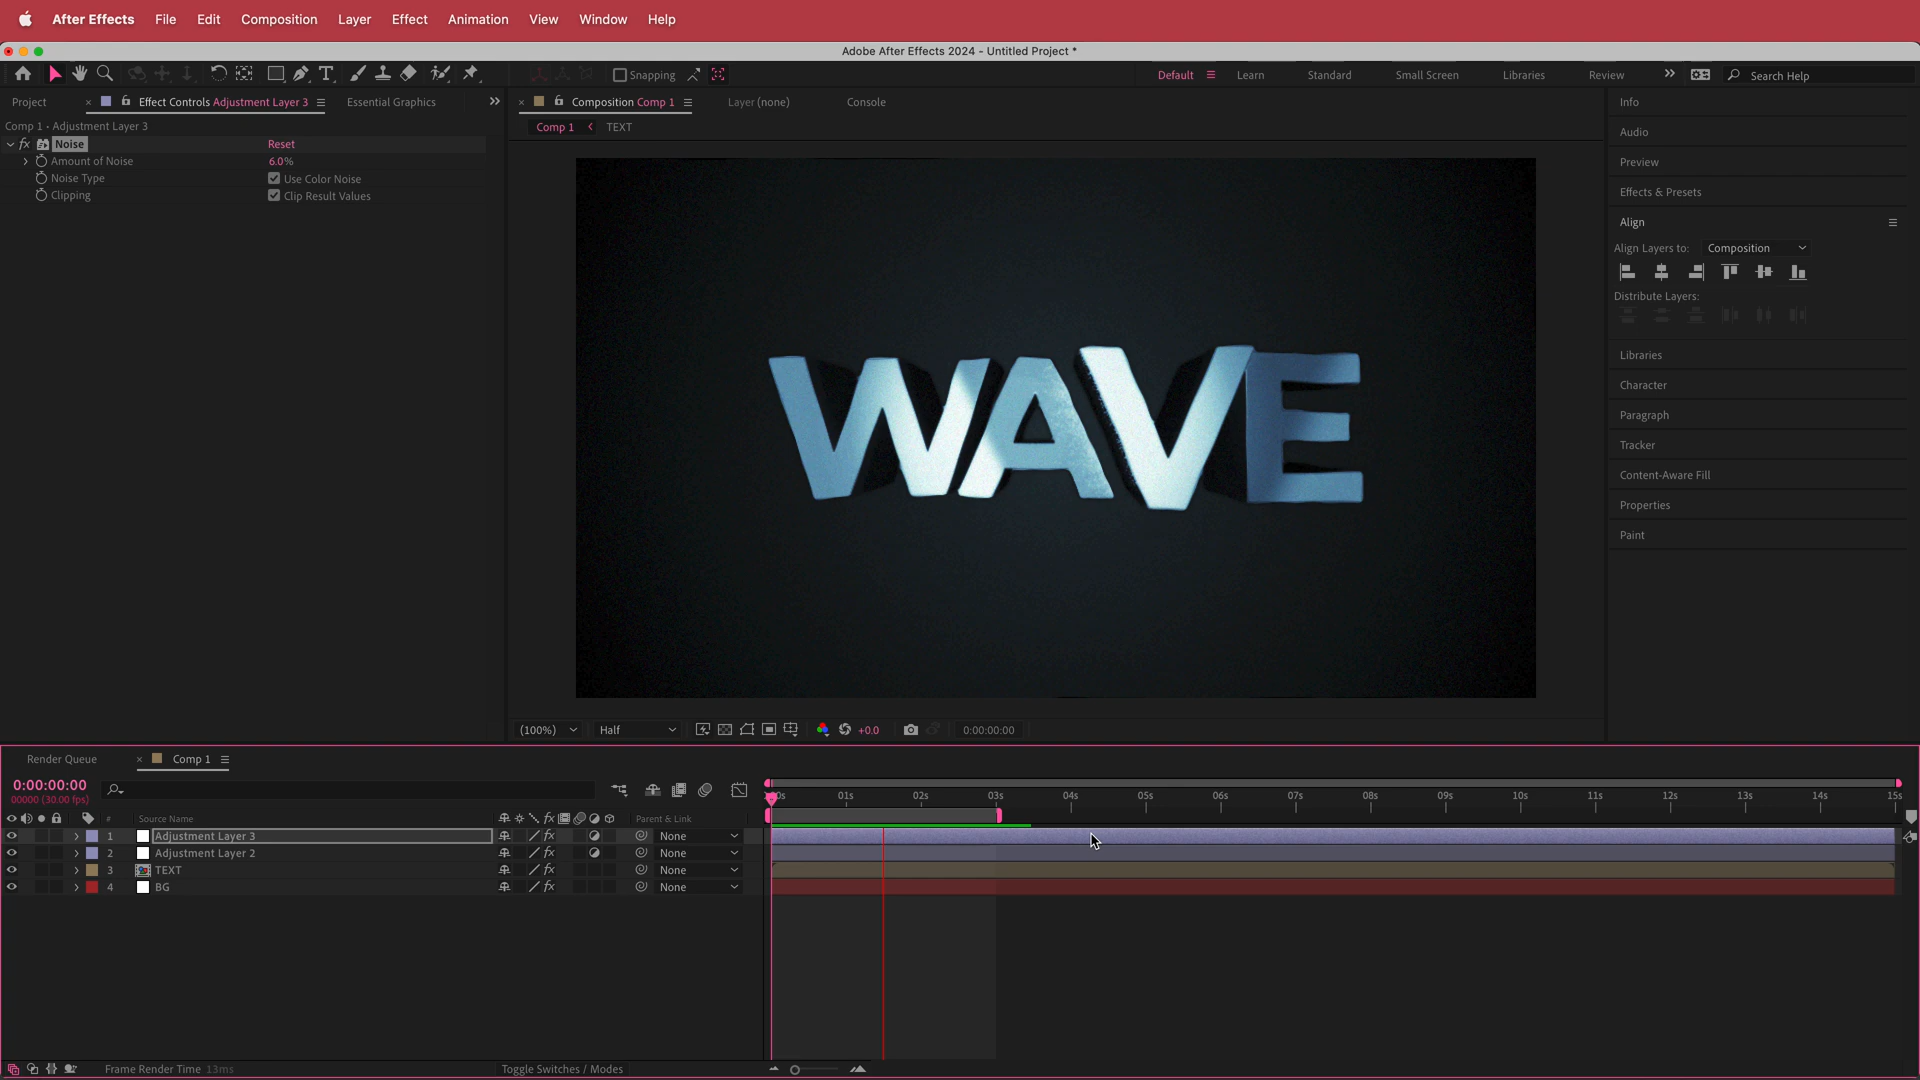 After Effects File Edit Composition Layer Effect Animation View Window Help
Adobe After Effects 2024 - Untitled Project *
Snapping
Default Learn Standard Small Screen Libraries Review Search Help
Project Effect Controls Adjustment Layer 3 Essential Graphics
Comp 1 • Adjustment Layer 3
fx Noise Reset
Amount of Noise 6.0%
Noise Type Use Color Noise
Clipping Clip Result Values
Composition Comp 1 Layer (none) Console
Comp 1 TEXT
WAVE
(100%) Half +0.0 0:00:00:00
Info
Audio
Preview
Effects & Presets
Align
Align Layers to: Composition
Distribute Layers:
Libraries
Character
Paragraph
Tracker
Content-Aware Fill
Properties
Paint
Render Queue Comp 1
0:00:00:00
00000 (30.00 fps)
01s 02s 03s 04s 05s 06s 07s 08s 09s 10s 11s 12s 13s 14s 15s
# Source Name fx Parent & Link
1 Adjustment Layer 3 fx None
2 Adjustment Layer 2 fx None
3 TEXT fx None
4 BG fx None
Frame Render Time 13ms Toggle Switches / Modes